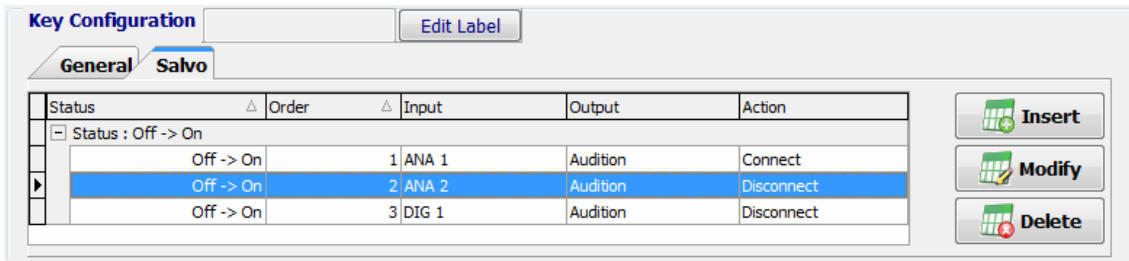 Key Configuration Edit Label
General Salvo
Status Order Input Output Action
Status : Off -> On
Off -> On 1 ANA 1 Audition Connect
Off -> On 2 ANA 2 Audition Disconnect
Off -> On 3 DIG 1 Audition Disconnect
Insert
Modify
Delete